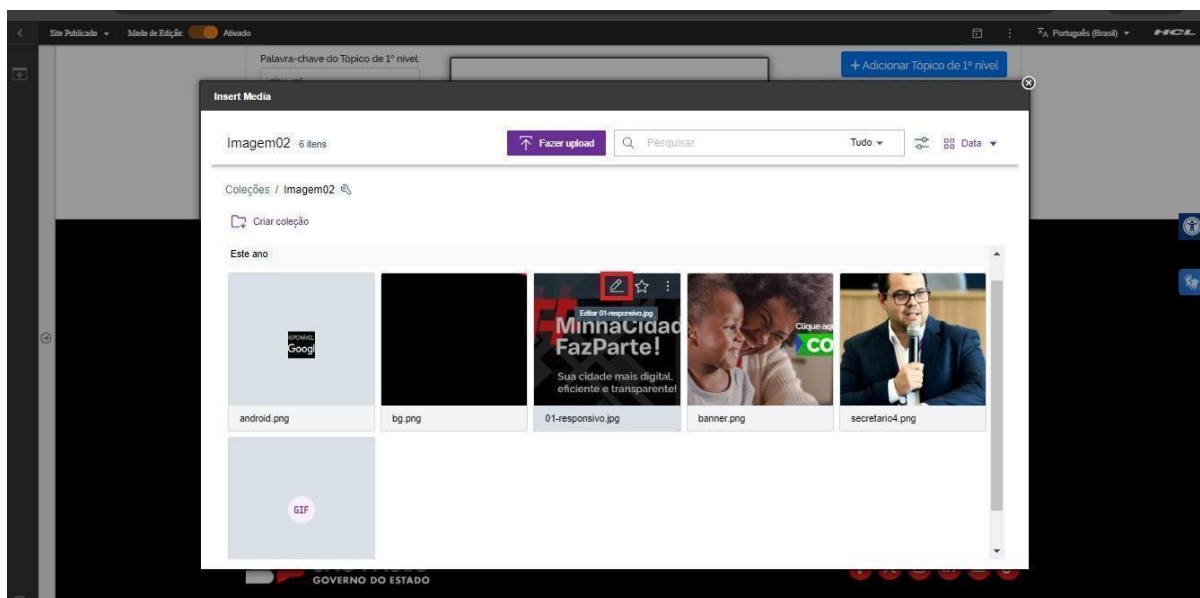 Site Publicado
Modo de Edição:
Ativado
Português (Brasil)
HCL
Palavra-chave do Tópico de 1º nível:
+ Adicionar Tópico de 1º nível
Insert Media
Imagem02 6 itens
Fazer upload
Pesquisar
Tudo
Data
Coleções / Imagem02
Criar coleção
Este ano
Googl
Editar 01-responsivo.jpg
MinhaCidad
FazParte!
Sua cidade mais digital,
eficiente e transparente!
Clique aqu
CO
android.png
bg.png
01-responsivo.jpg
banner.png
secretario4.png
GIF
GOVERNO DO ESTADO